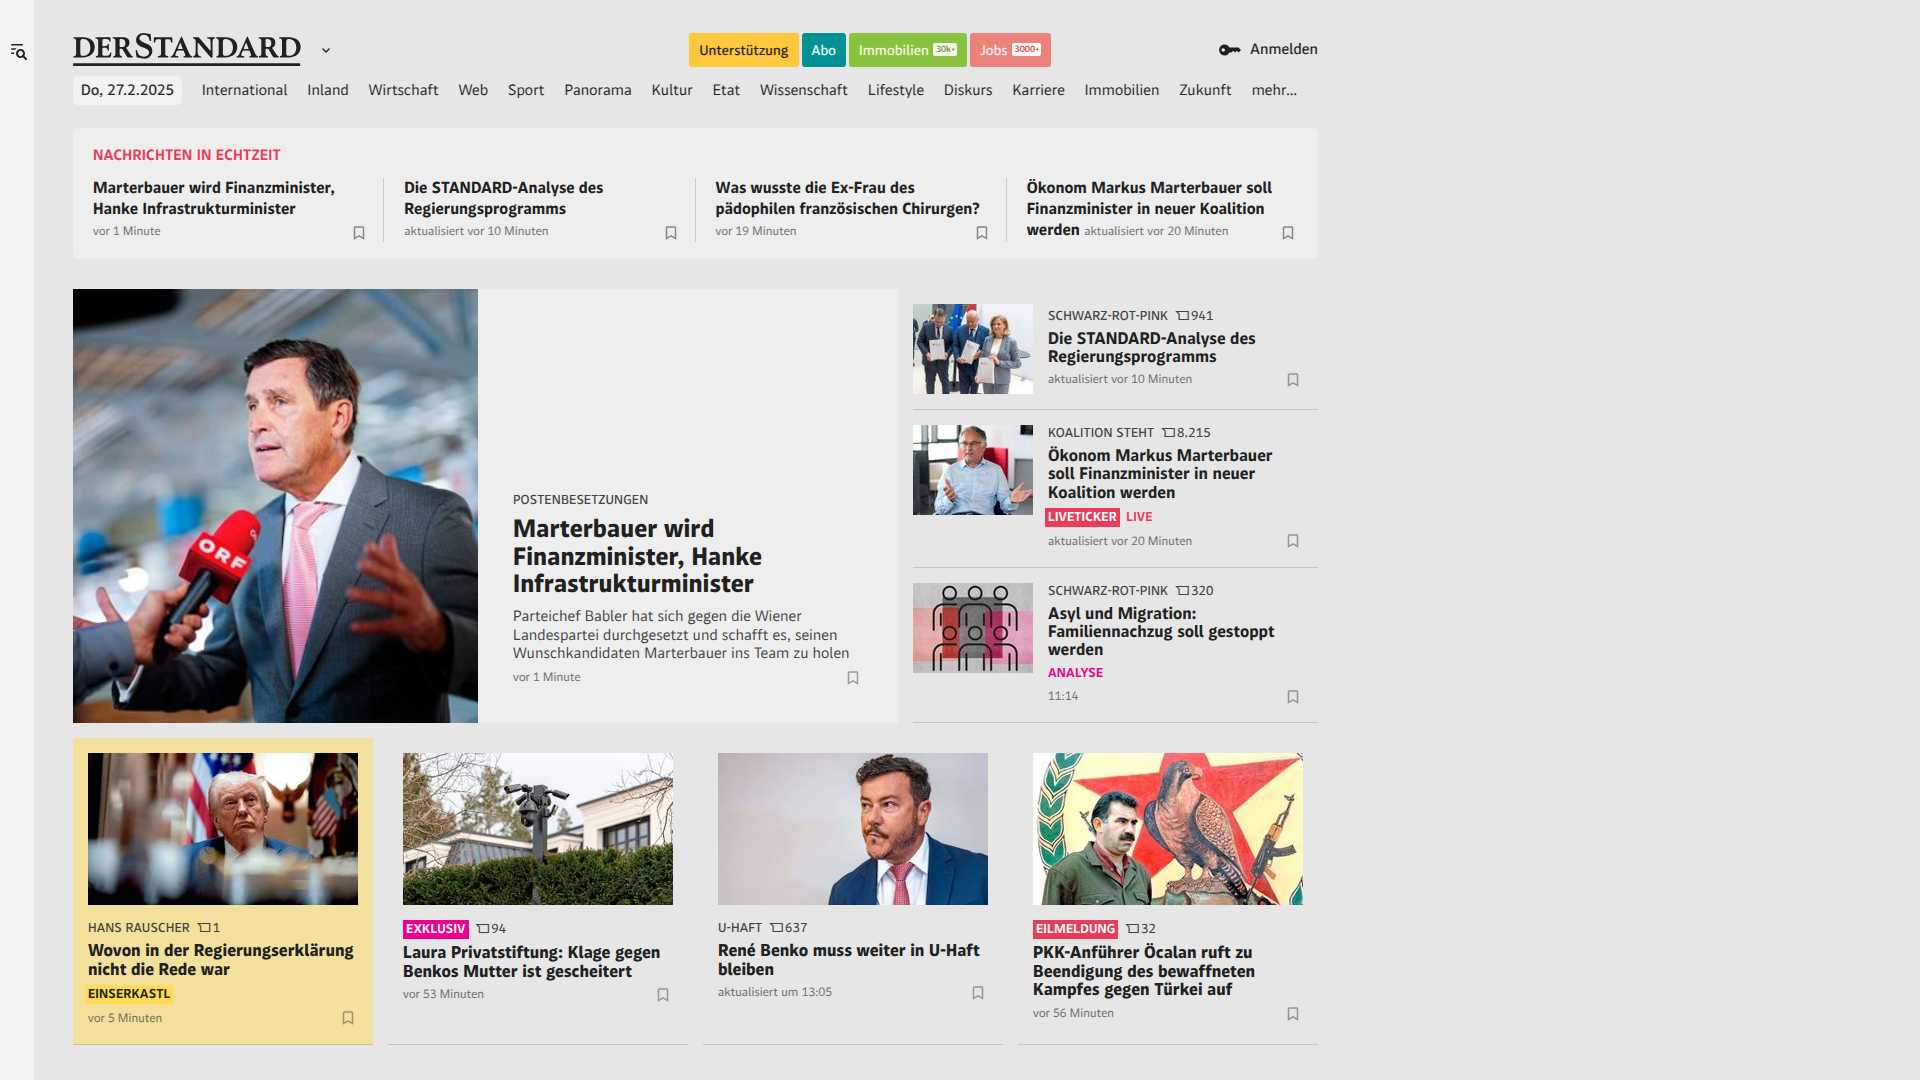 DERSTANDARD
Unterstützung
Abo
Immobilien 30k+
Jobs 3000+
Anmelden
Do, 27.2.2025
International
Inland
Wirtschaft
Web
Sport
Panorama
Kultur
Etat
Wissenschaft
Lifestyle
Diskurs
Karriere
Immobilien
Zukunft
mehr...
NACHRICHTEN IN ECHTZEIT
Marterbauer wird Finanzminister,
Hanke Infrastrukturminister
vor 1 Minute
Die STANDARD-Analyse des
Regierungsprogramms
aktualisiert vor 10 Minuten
Was wusste die Ex-Frau des
pädophilen französischen Chirurgen?
vor 19 Minuten
Ökonom Markus Marterbauer soll
Finanzminister in neuer Koalition
werden aktualisiert vor 20 Minuten
ORF
POSTENBESETZUNGEN
Marterbauer wird
Finanzminister, Hanke
Infrastrukturminister
Parteichef Babler hat sich gegen die Wiener
Landespartei durchgesetzt und schafft es, seinen
Wunschkandidaten Marterbauer ins Team zu holen
vor 1 Minute
SCHWARZ-ROT-PINK 941
Die STANDARD-Analyse des
Regierungsprogramms
aktualisiert vor 10 Minuten
KOALITION STEHT 8.215
Ökonom Markus Marterbauer
soll Finanzminister in neuer
Koalition werden
LIVETICKER LIVE
aktualisiert vor 20 Minuten
SCHWARZ-ROT-PINK 320
Asyl und Migration:
Familiennachzug soll gestoppt
werden
ANALYSE
11:14
HANS RAUSCHER 1
Wovon in der Regierungserklärung
nicht die Rede war
EINSERKASTL
vor 5 Minuten
EXKLUSIV 94
Laura Privatstiftung: Klage gegen
Benkos Mutter ist gescheitert
vor 53 Minuten
U-HAFT 637
René Benko muss weiter in U-Haft
bleiben
aktualisiert um 13:05
EILMELDUNG 32
PKK-Anführer Öcalan ruft zu
Beendigung des bewaffneten
Kampfes gegen Türkei auf
vor 56 Minuten